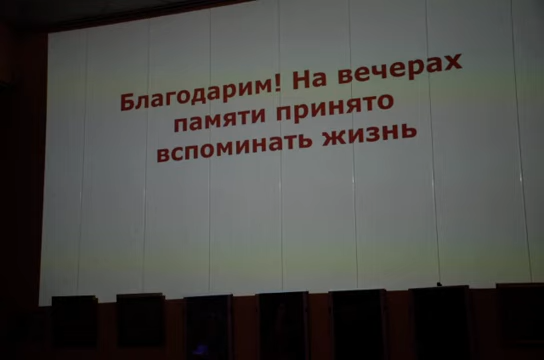 Благодарим! На вечерах
памяти принято
вспоминать жизнь